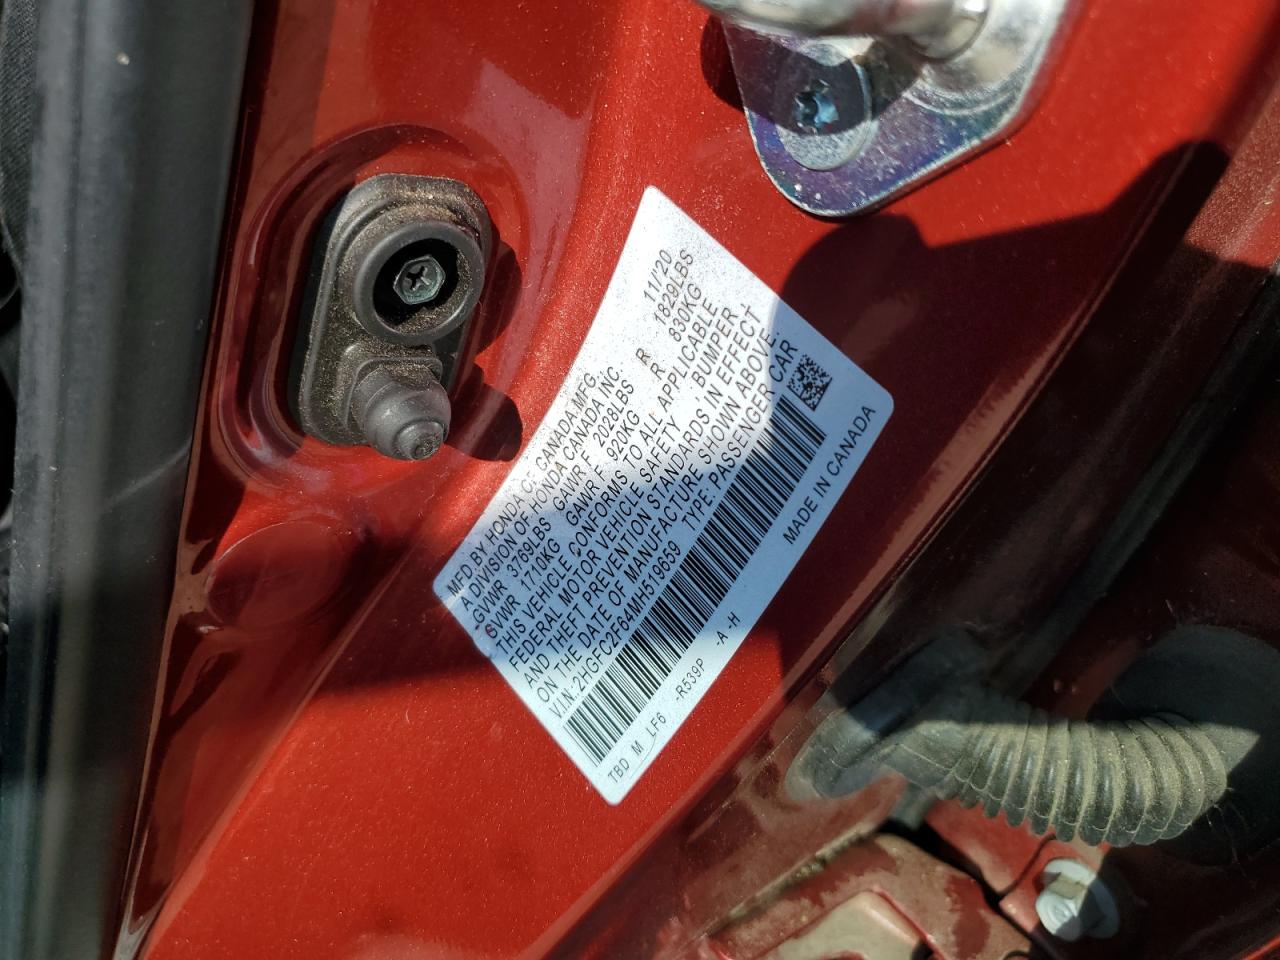 MFD.BY HONDA OF CANADA.MFG. 11/'20
A DIVISION OF HONDA CANADA INC.
GVWR 3769LBS GAWR F 2028LBS R 1829LBS
SVWR 1710KG GAWR F 920KG R 830KG
THIS VEHICLE CONFORMS TO ALL APPLICABLE
FEDERAL MOTOR VEHICLE SAFETY, BUMPER,
AND THEFT PREVENTION STANDARDS IN EFFECT
ON THE DATE OF MANUFACTURE SHOWN ABOVE.
V.I.N:2HGFC2F64MH519659 TYPE: PASSENGER CAR
TBD M LF6 -R539P -A -H MADE IN CANADA